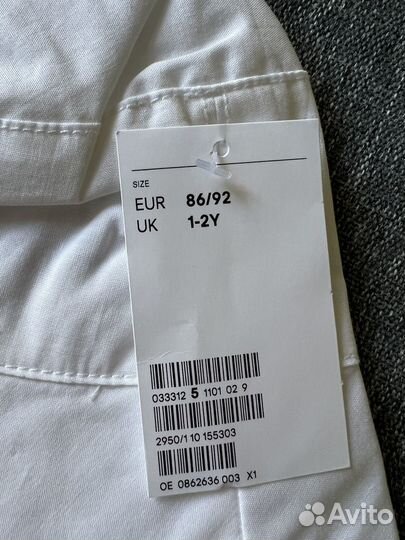 SIZE
EUR 86/92
UK 1-2Y
033312 5 1101 02 9
2950/1 10 155303
OE 0862636 003 X1
Avito